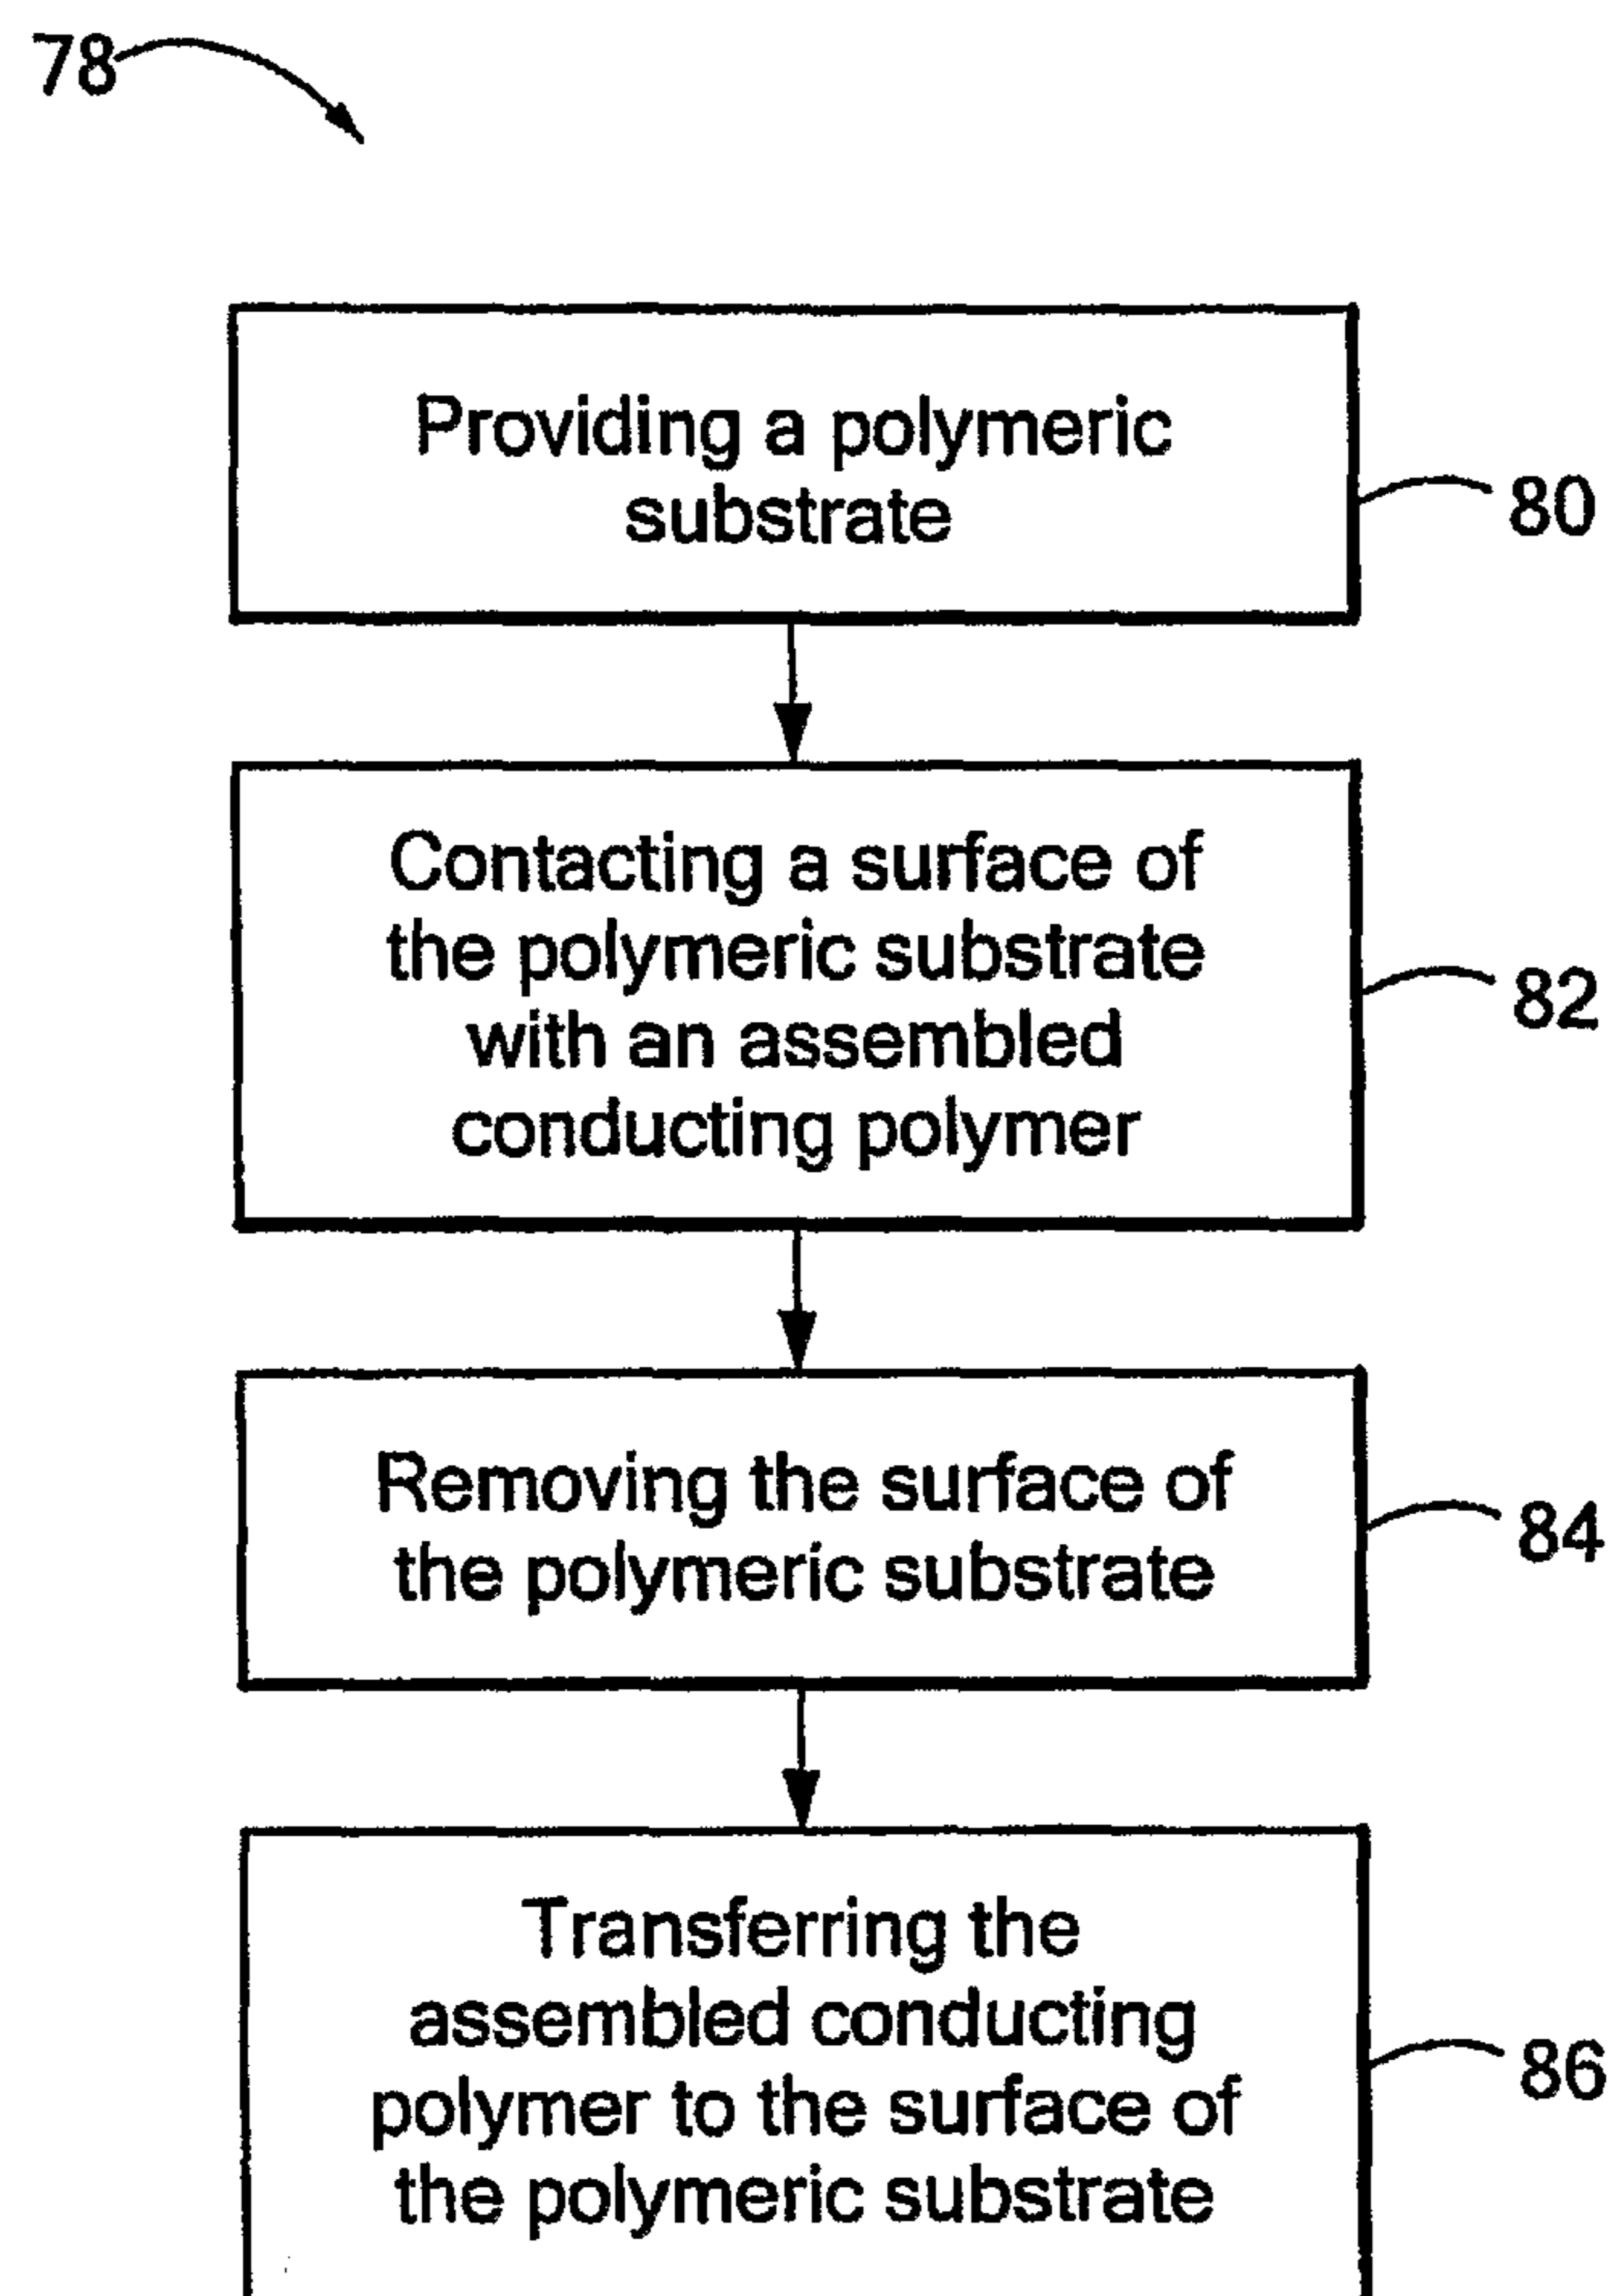 78
Providing a polymeric
substrate
80
Contacting a surface of
the polymeric substrate
with an assembled
conducting polymer
82
Removing the surface of
the polymeric substrate
84
Transferring the
assembled conducting
polymer to the surface of
the polymeric substrate
86